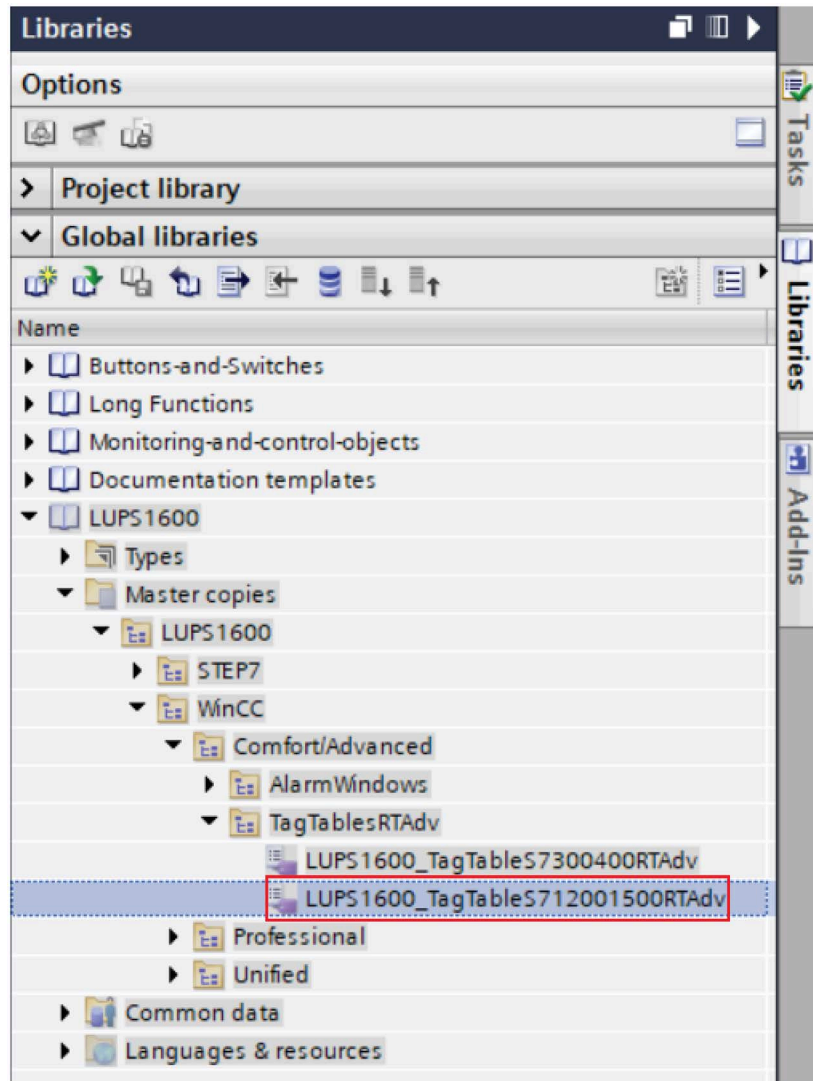 Libraries
Options
Project library
Global libraries
Name
Buttons-and-Switches
Long Functions
Monitoring-and-control-objects
Documentation templates
LUPS1600
Types
Master copies
LUPS1600
STEP7
WinCC
Comfort/Advanced
AlarmWindows
TagTablesRTAdv
LUPS1600_TagTableS7300400RTAdv
LUPS1600_TagTableS712001500RTAdv
Professional
Unified
Common data
Languages & resources
Tasks
Libraries
Add-Ins